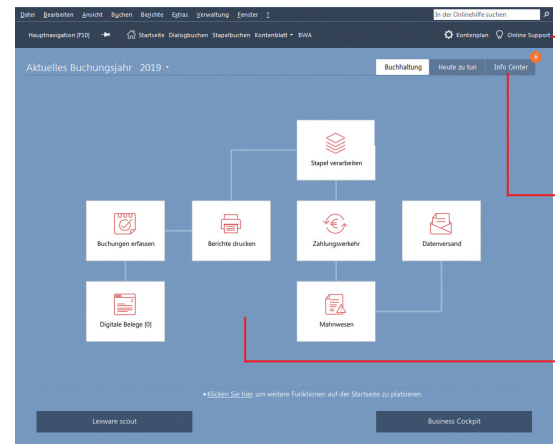 Datei Bearbeiten Ansicht Buchen Berichte Extras Verwaltung Fenster ? In der Onlinehilfe suchen
Hauptnavigation [F10] Startseite Dialogbuchen Stapelbuchen Kontenblatt BWA Kontenplan Online Support
Aktuelles Buchungsjahr 2019 Buchhaltung Heute zu tun Info Center
Stapel verarbeiten
Buchungen erfassen Berichte drucken Zahlungsverkehr Datenversand
Digitale Belege [0] Mahnwesen
Klicken Sie hier um weitere Funktionen auf der Startseite zu platzieren.
Lexware scout Business Cockpit